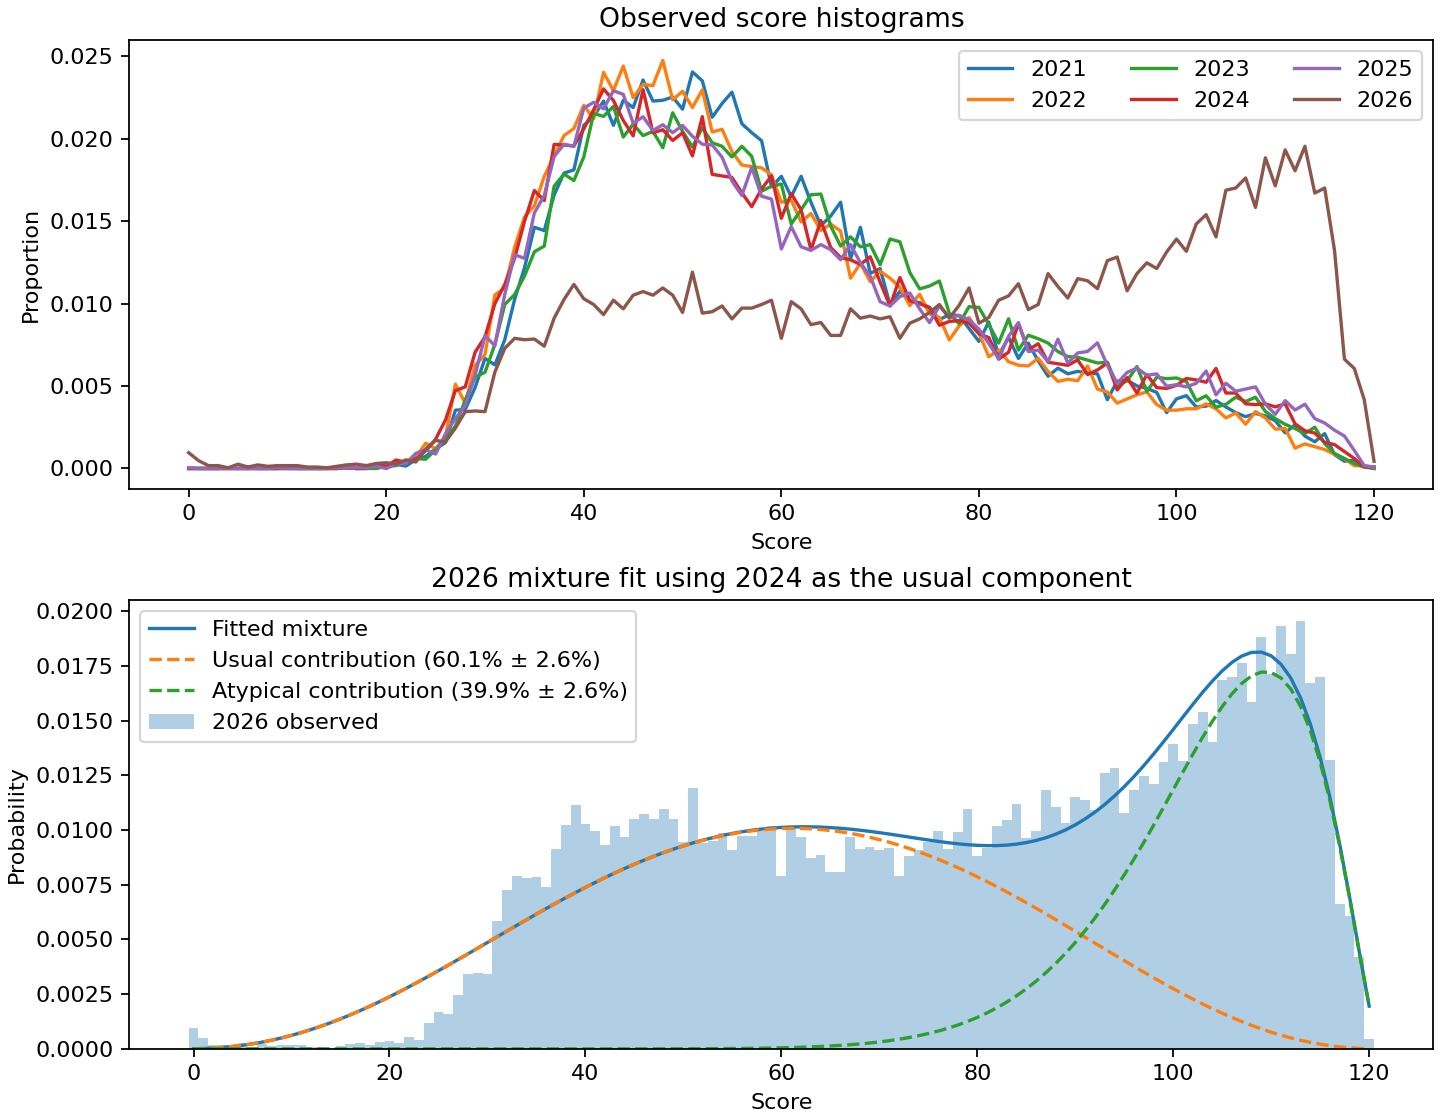 Observed score histograms
0.025
0.020
0.015
0.010
0.005
0.000
Proportion
2021 2023 2025
2022 2024 2026
0 20 40 60 80 100 120
Score
2026 mixture fit using 2024 as the usual component
0.0200
0.0175
0.0150
0.0125
0.0100
0.0075
0.0050
0.0025
0.0000
Probability
Fitted mixture
Usual contribution (60.1% ± 2.6%)
Atypical contribution (39.9% ± 2.6%)
2026 observed
0 20 40 60 80 100 120
Score